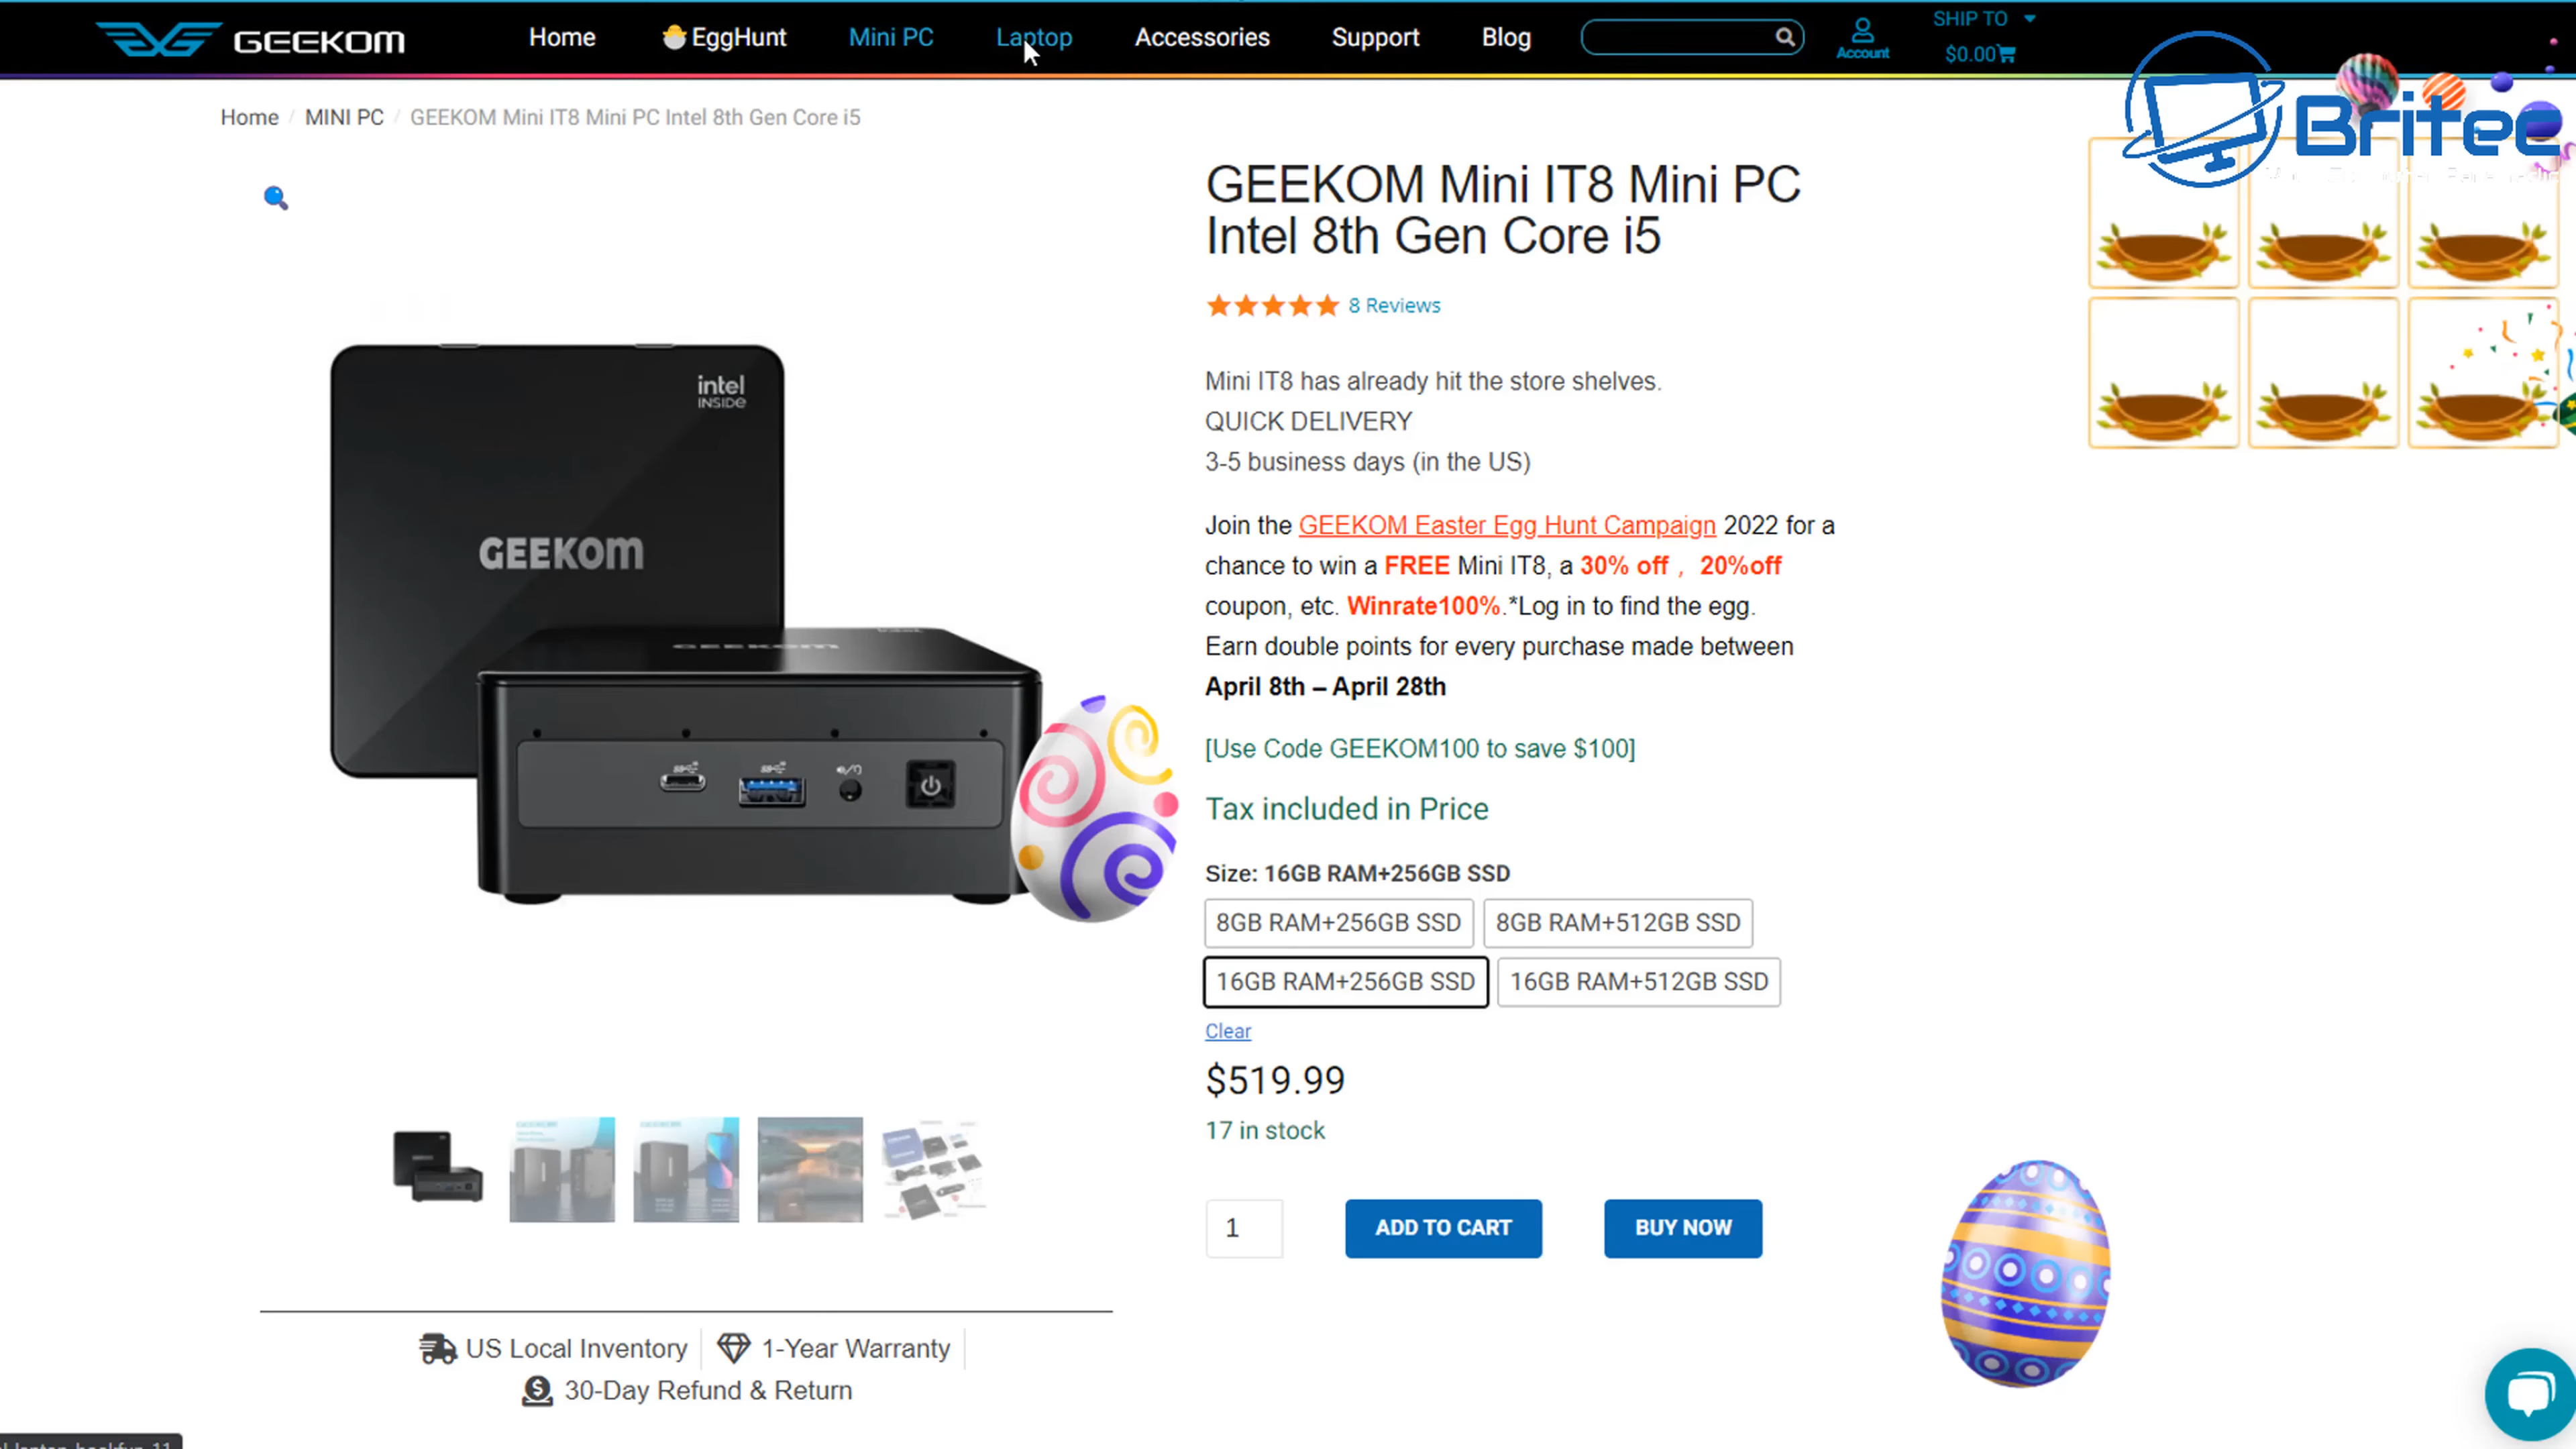 GEEKOM
Home
EggHunt
Mini PC
Laptop
Accessories
Support
Blog
Account
SHIP TO
$0.00
Britec
Home / MINI PC / GEEKOM Mini IT8 Mini PC Intel 8th Gen Core i5
GEEKOM Mini IT8 Mini PC
Intel 8th Gen Core i5
8 Reviews
Mini IT8 has already hit the store shelves.
QUICK DELIVERY
3-5 business days (in the US)
Join the GEEKOM Easter Egg Hunt Campaign 2022 for a
chance to win a FREE Mini IT8, a 30% off , 20%off
coupon, etc. Winrate100%.*Log in to find the egg.
Earn double points for every purchase made between
April 8th – April 28th
[Use Code GEEKOM100 to save $100]
Tax included in Price
Size: 16GB RAM+256GB SSD
8GB RAM+256GB SSD
8GB RAM+512GB SSD
16GB RAM+256GB SSD
16GB RAM+512GB SSD
Clear
$519.99
17 in stock
1
ADD TO CART
BUY NOW
intel
INSIDE
GEEKOM
GEEKOM
US Local Inventory
1-Year Warranty
30-Day Refund & Return